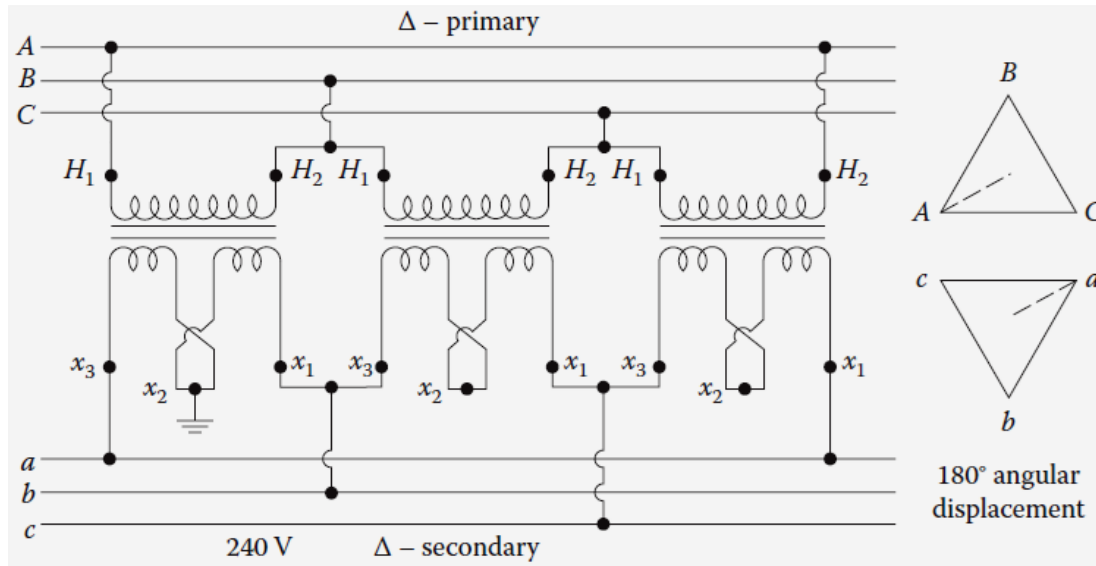 Δ – primary
A
B
C
H₁ H₂ H₁ H₂ H₁ H₂
x₃ x₂ x₁ x₃ x₂ x₁ x₃ x₂ x₁
a
b
c
240 V Δ – secondary
B
A C
c a
b
180° angular
displacement